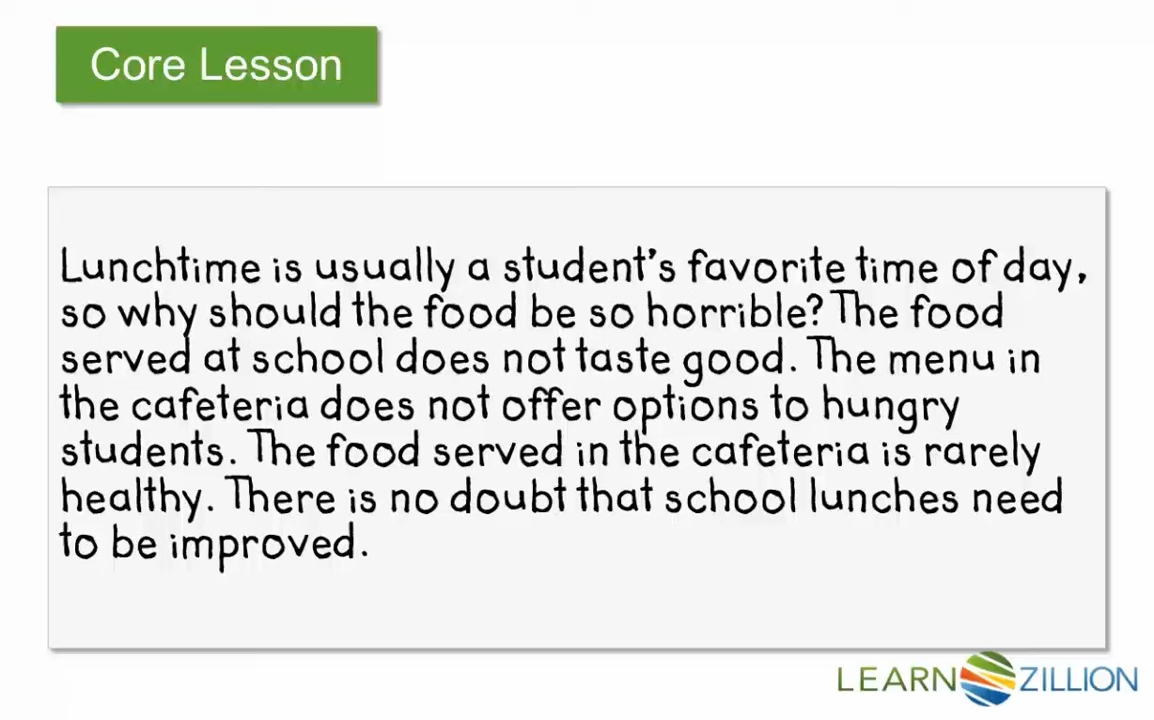 Core Lesson
Lunchtime is usually a student's favorite time of day,
so why should the food be so horrible? The food
served at school does not taste good. The menu in
the cafeteria does not offer options to hungry
students. The food served in the cafeteria is rarely
healthy. There is no doubt that school lunches need
to be improved.
LEARN ZILLION